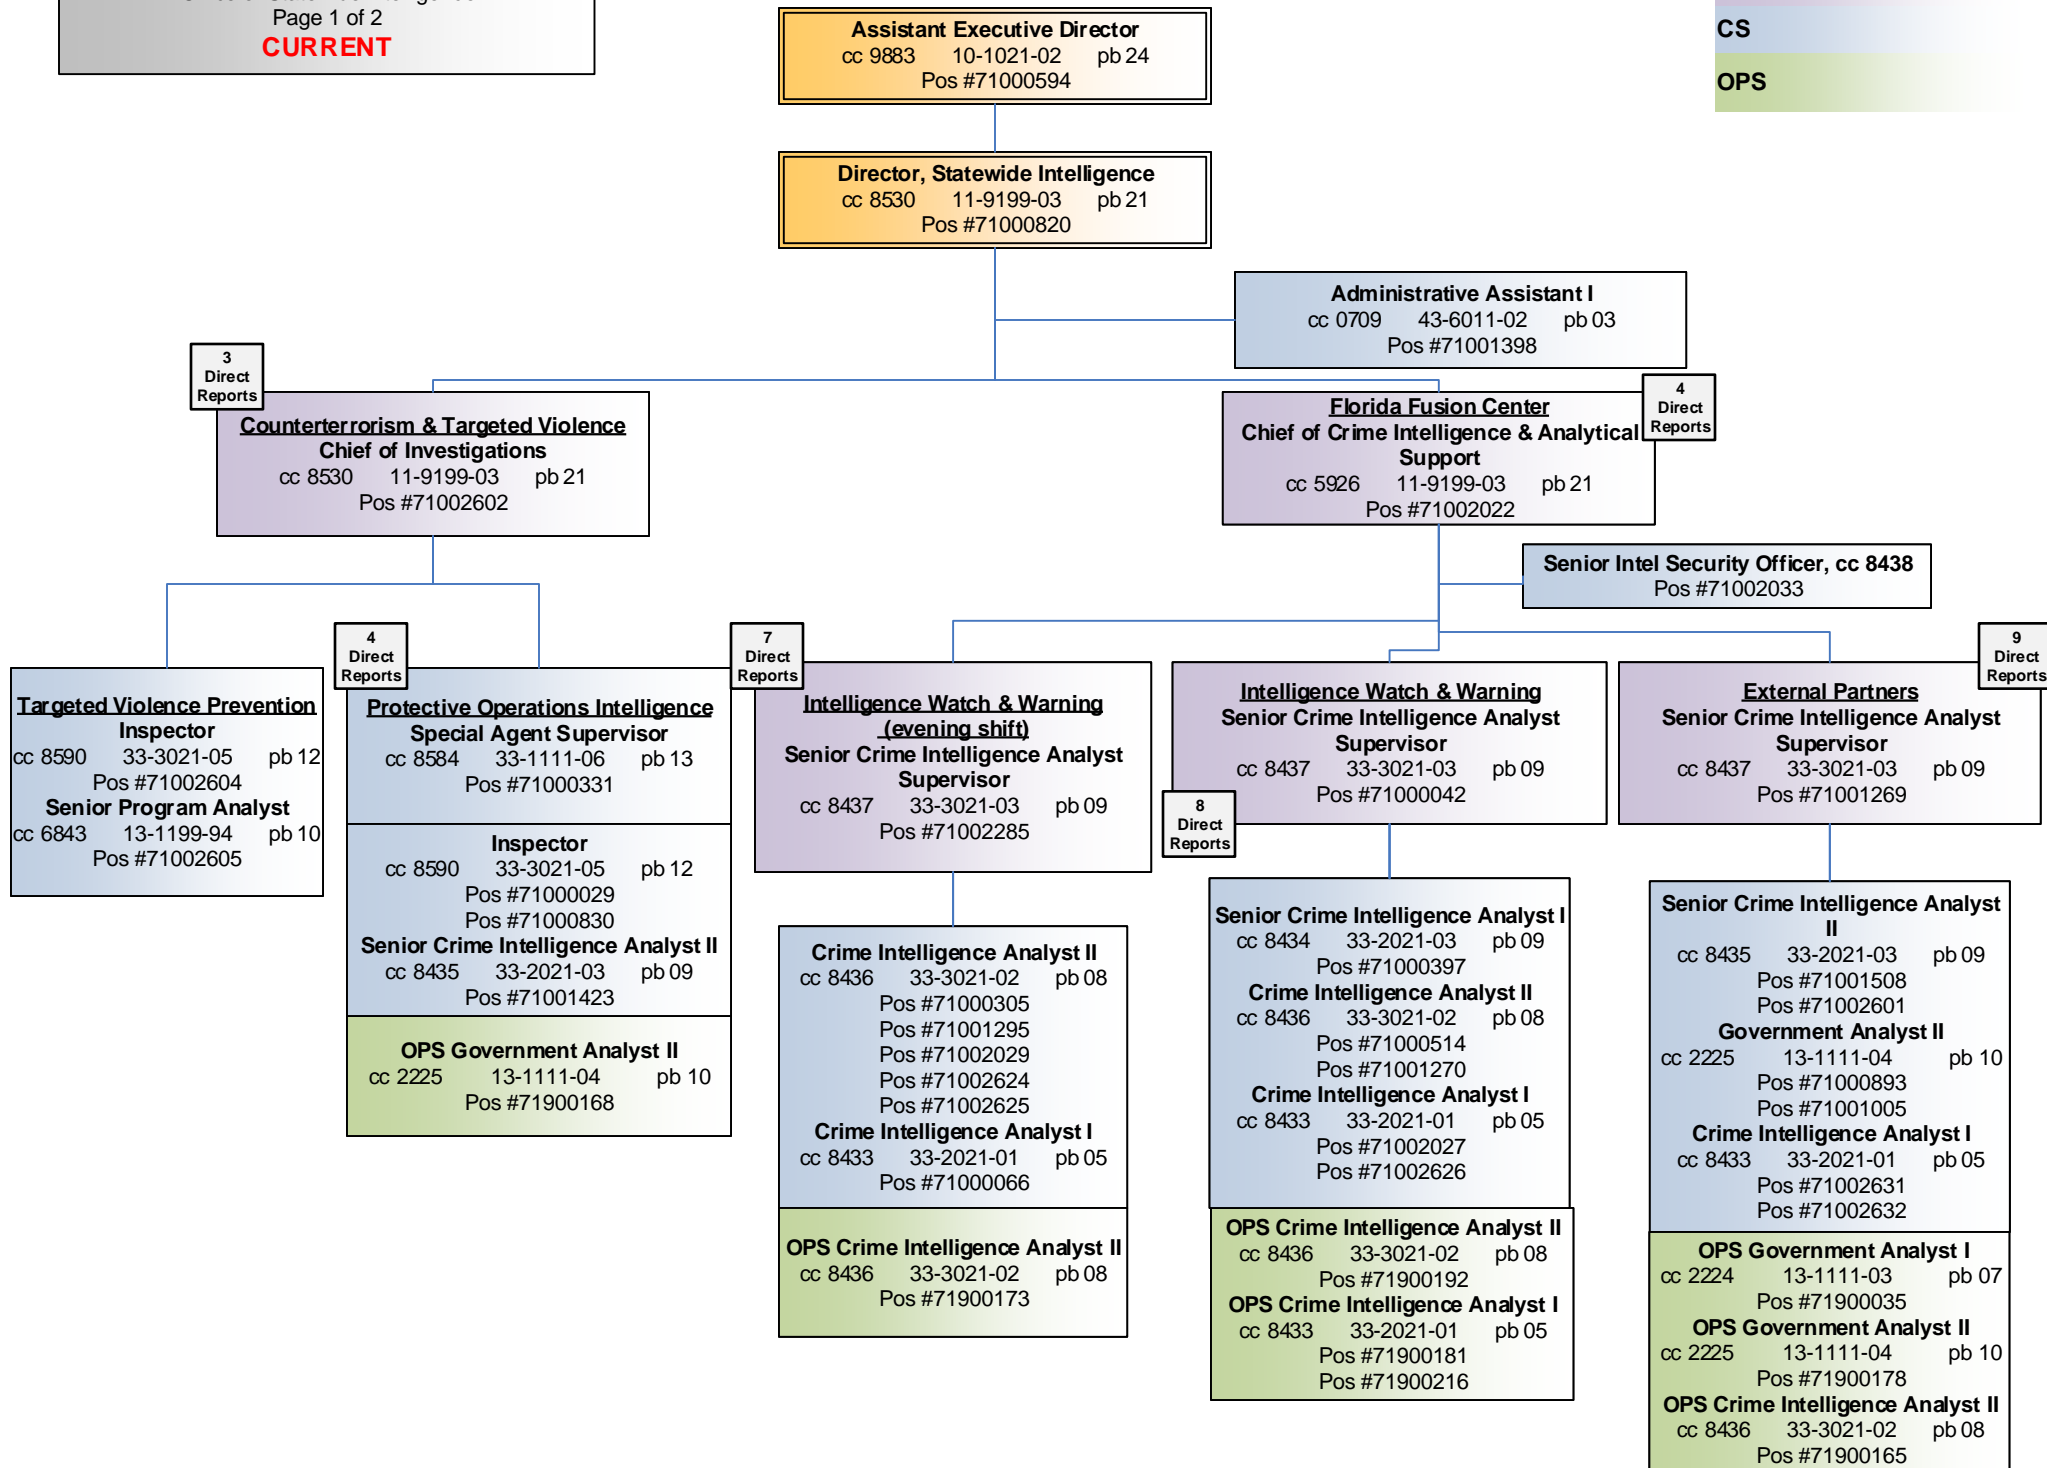 Page 1 of 2
CURRENT
CS
OPS
Assistant Executive Director
cc 9883 10-1021-02 pb 24
Pos #71000594
Director, Statewide Intelligence
cc 8530 11-9199-03 pb 21
Pos #71000820
Administrative Assistant I
cc 0709 43-6011-02 pb 03
Pos #71001398
3
Direct
Reports
Counterterrorism & Targeted Violence
Chief of Investigations
cc 8530 11-9199-03 pb 21
Pos #71002602
4
Direct
Reports
Florida Fusion Center
Chief of Crime Intelligence & Analytical
Support
cc 5926 11-9199-03 pb 21
Pos #71002022
Senior Intel Security Officer, cc 8438
Pos #71002033
Targeted Violence Prevention
Inspector
cc 8590 33-3021-05 pb 12
Pos #71002604
Senior Program Analyst
cc 6843 13-1199-94 pb 10
Pos #71002605
4
Direct
Reports
Protective Operations Intelligence
Special Agent Supervisor
cc 8584 33-1111-06 pb 13
Pos #71000331
Inspector
cc 8590 33-3021-05 pb 12
Pos #71000029
Pos #71000830
Senior Crime Intelligence Analyst II
cc 8435 33-2021-03 pb 09
Pos #71001423
OPS Government Analyst II
cc 2225 13-1111-04 pb 10
Pos #71900168
7
Direct
Reports
Intelligence Watch & Warning
(evening shift)
Senior Crime Intelligence Analyst
Supervisor
cc 8437 33-3021-03 pb 09
Pos #71002285
Crime Intelligence Analyst II
cc 8436 33-3021-02 pb 08
Pos #71000305
Pos #71001295
Pos #71002029
Pos #71002624
Pos #71002625
Crime Intelligence Analyst I
cc 8433 33-2021-01 pb 05
Pos #71000066
OPS Crime Intelligence Analyst II
cc 8436 33-3021-02 pb 08
Pos #71900173
Intelligence Watch & Warning
Senior Crime Intelligence Analyst
Supervisor
cc 8437 33-3021-03 pb 09
Pos #71000042
8
Direct
Reports
Senior Crime Intelligence Analyst I
cc 8434 33-2021-03 pb 09
Pos #71000397
Crime Intelligence Analyst II
cc 8436 33-3021-02 pb 08
Pos #71000514
Pos #71001270
Crime Intelligence Analyst I
cc 8433 33-2021-01 pb 05
Pos #71002027
Pos #71002626
OPS Crime Intelligence Analyst II
cc 8436 33-3021-02 pb 08
Pos #71900192
OPS Crime Intelligence Analyst I
cc 8433 33-2021-01 pb 05
Pos #71900181
Pos #71900216
9
Direct
Reports
External Partners
Senior Crime Intelligence Analyst
Supervisor
cc 8437 33-3021-03 pb 09
Pos #71001269
Senior Crime Intelligence Analyst
II
cc 8435 33-2021-03 pb 09
Pos #71001508
Pos #71002601
Government Analyst II
cc 2225 13-1111-04 pb 10
Pos #71000893
Pos #71001005
Crime Intelligence Analyst I
cc 8433 33-2021-01 pb 05
Pos #71002631
Pos #71002632
OPS Government Analyst I
cc 2224 13-1111-03 pb 07
Pos #71900035
OPS Government Analyst II
cc 2225 13-1111-04 pb 10
Pos #71900178
OPS Crime Intelligence Analyst II
cc 8436 33-3021-02 pb 08
Pos #71900165